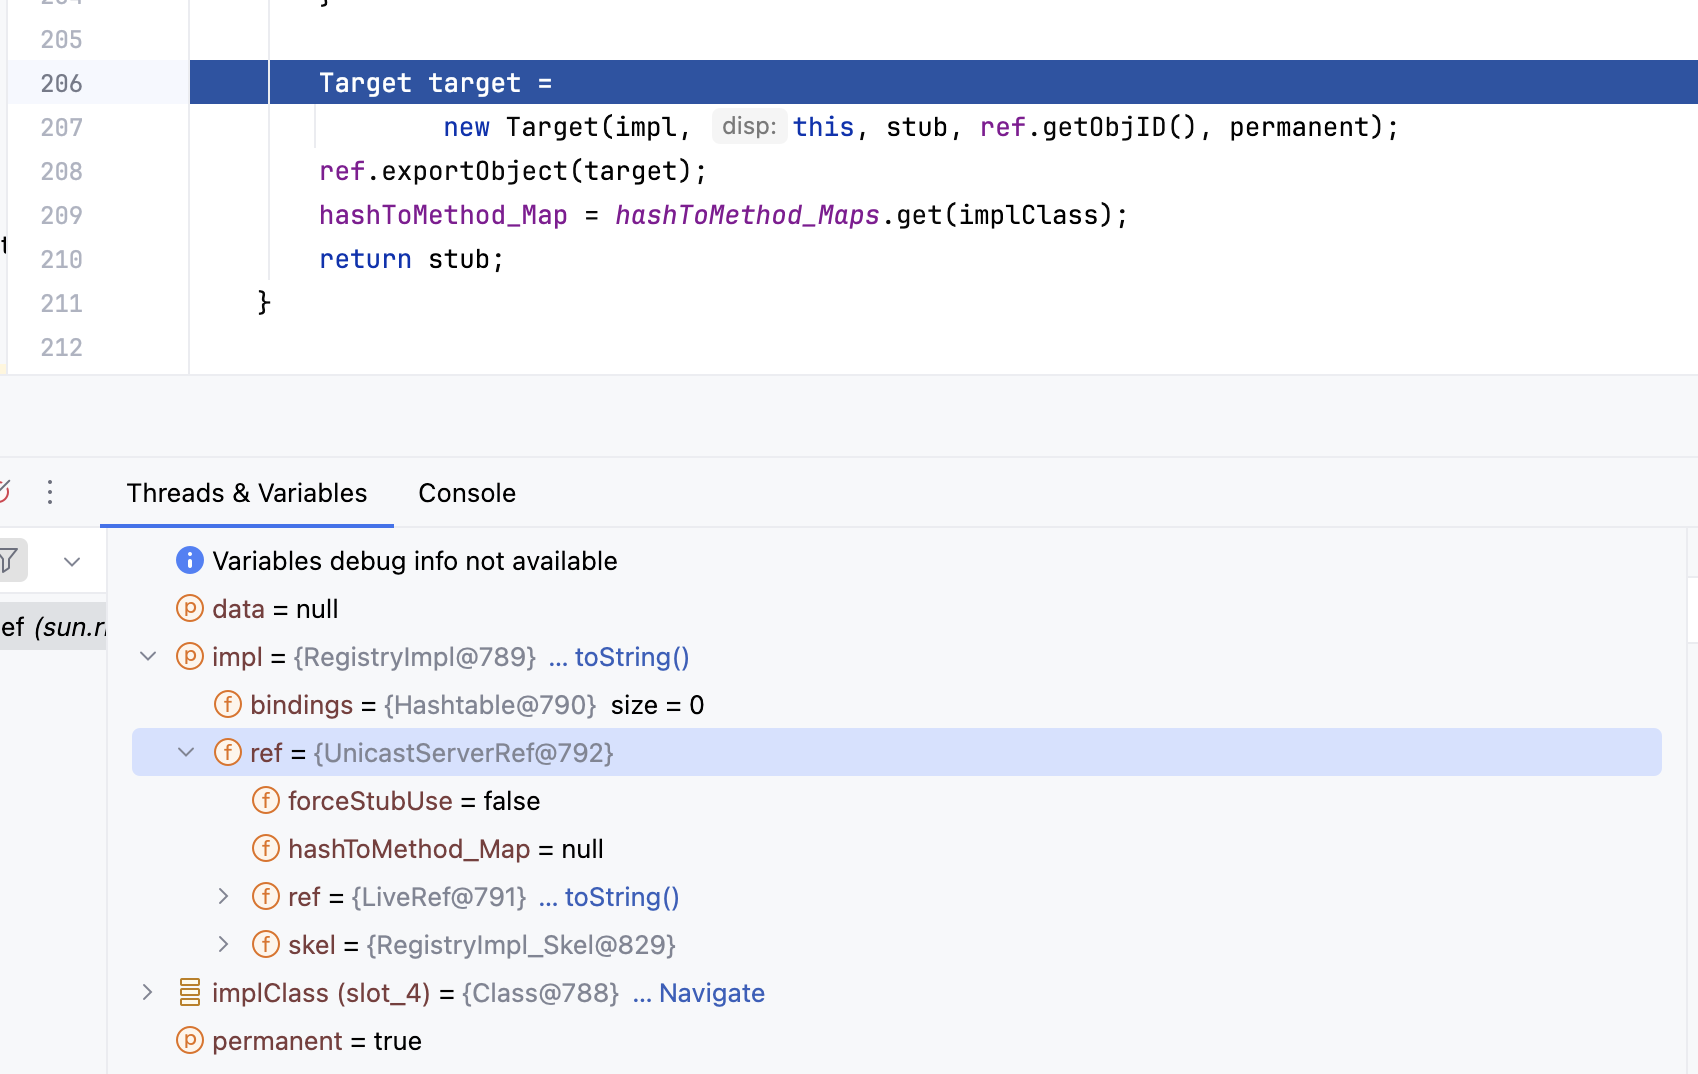 }
205
206 Target target =
207 new Target(impl, disp: this, stub, ref.getObjID(), permanent);
208 ref.exportObject(target);
209 hashToMethod_Map = hashToMethod_Maps.get(implClass);
210 return stub;
211 }
212
Threads & Variables Console
Variables debug info not available
data = null
ef (sun.r
impl = {RegistryImpl@789} ... toString()
bindings = {Hashtable@790} size = 0
ref = {UnicastServerRef@792}
forceStubUse = false
hashToMethod_Map = null
ref = {LiveRef@791} ... toString()
skel = {RegistryImpl_Skel@829}
implClass (slot_4) = {Class@788} ... Navigate
permanent = true